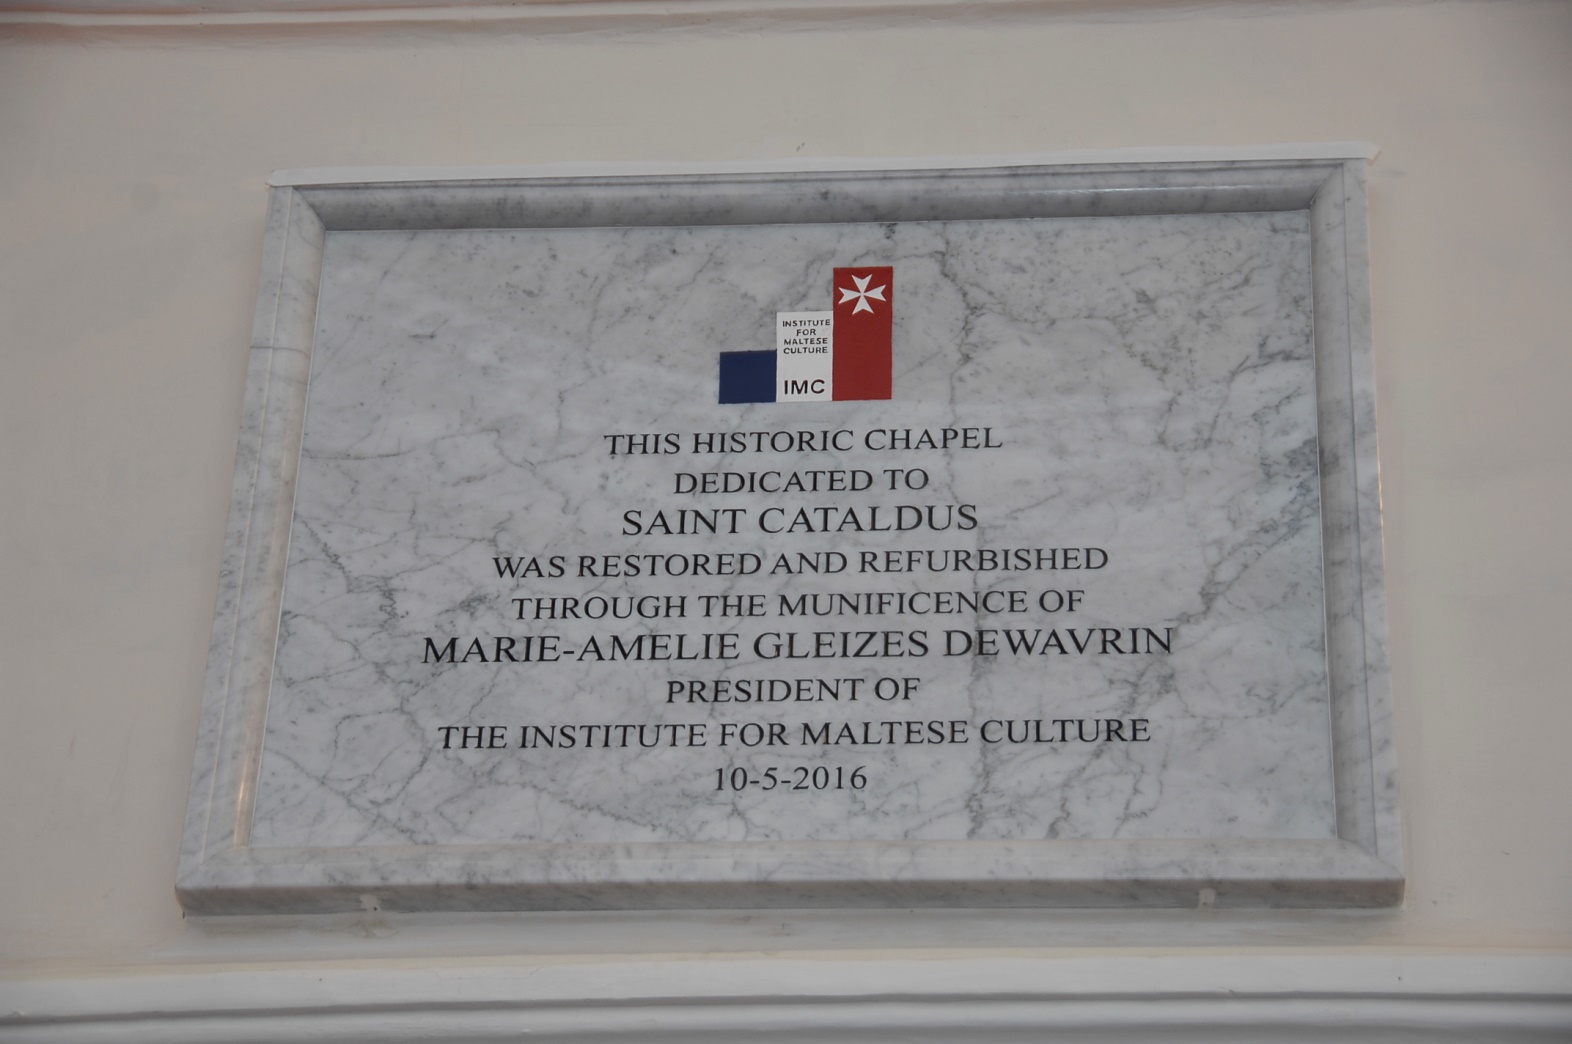 INSTITUTE
FOR
MALTESE
CULTURE
IMC
THIS HISTORIC CHAPEL
DEDICATED TO
SAINT CATALDUS
WAS RESTORED AND REFURBISHED
THROUGH THE MUNIFICENCE OF
MARIE-AMELIE GLEIZES DEWAVRIN
PRESIDENT OF
THE INSTITUTE FOR MALTESE CULTURE
10-5-2016